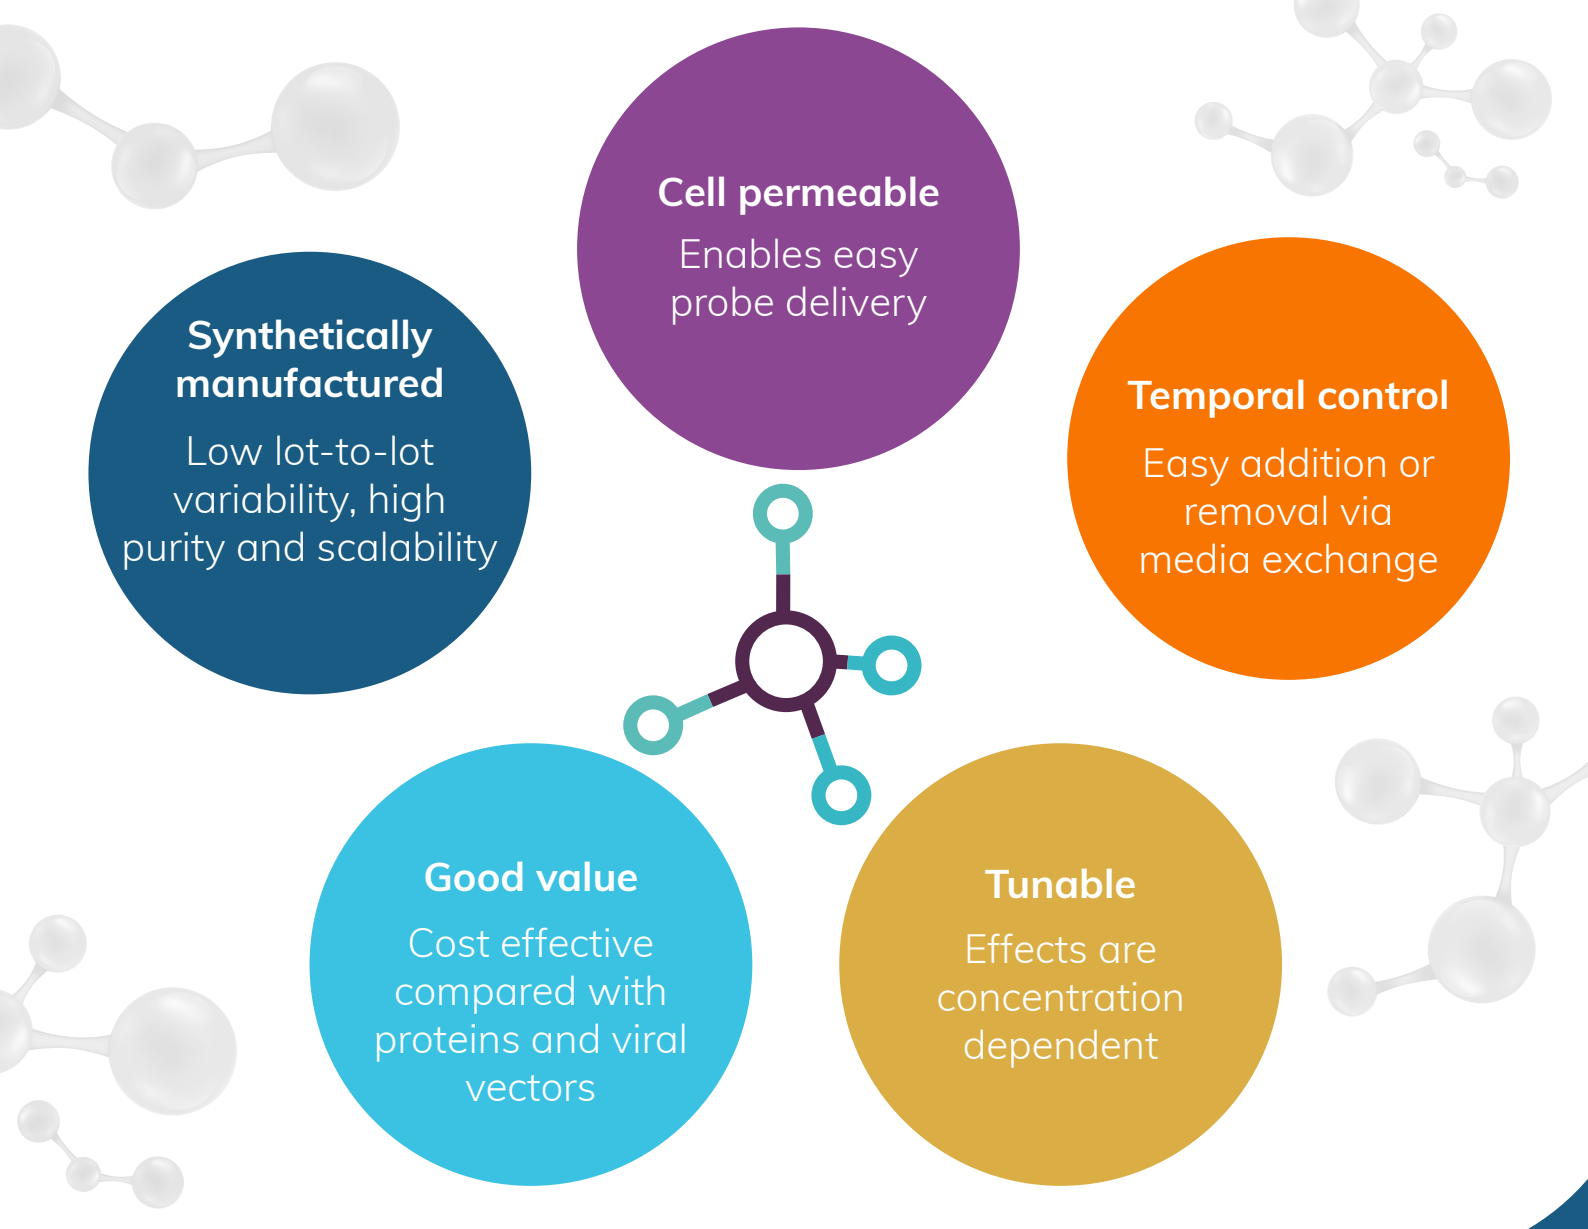 Cell permeable
Enables easy
probe delivery
Synthetically
manufactured
Low lot-to-lot
variability, high
purity and scalability
Temporal control
Easy addition or
removal via
media exchange
Good value
Cost effective
compared with
proteins and viral
vectors
Tunable
Effects are
concentration
dependent